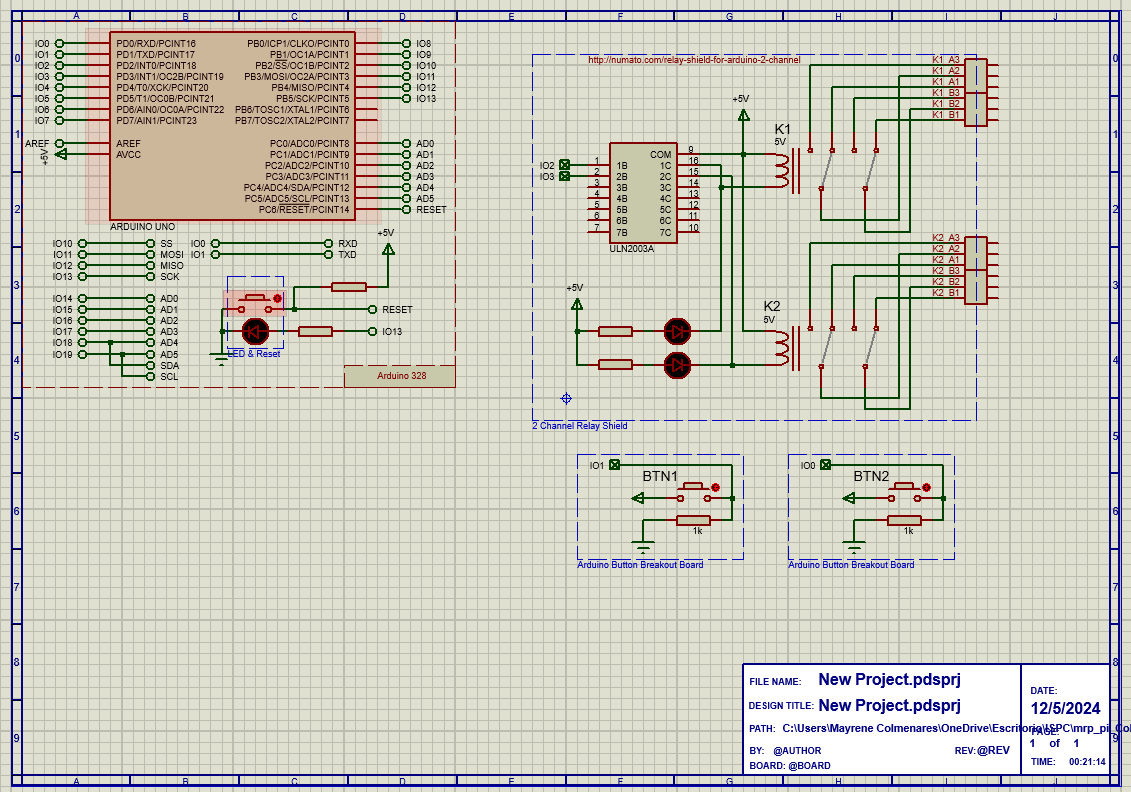 A B C D E F G H I J
0 1 2 3 4 5 6 7 8 9
IO0 PD0/RXD/PCINT16 PB0/ICP1/CLKO/PCINT0 IO8
IO1 PD1/TXD/PCINT17 PB1/OC1A/PCINT1 IO9
IO2 PD2/INT0/PCINT18 PB2/SS/OC1B/PCINT2 IO10
IO3 PD3/INT1/OC2B/PCINT19 PB3/MOSI/OC2A/PCINT3 IO11
IO4 PD4/T0/XCK/PCINT20 PB4/MISO/PCINT4 IO12
IO5 PD5/T1/OC0B/PCINT21 PB5/SCK/PCINT5 IO13
IO6 PD6/AIN0/OC0A/PCINT22 PB6/TOSC1/XTAL1/PCINT6
IO7 PD7/AIN1/PCINT23 PB7/TOSC2/XTAL2/PCINT7
AREF AREF PC0/ADC0/PCINT8 AD0
+5V AVCC PC1/ADC1/PCINT9 AD1
PC2/ADC2/PCINT10 AD2
PC3/ADC3/PCINT11 AD3
PC4/ADC4/SDA/PCINT12 AD4
PC5/ADC5/SCL/PCINT13 AD5
PC6/RESET/PCINT14 RESET
ARDUINO UNO
IO10 SS IO0 RXD
IO11 MOSI IO1 TXD
IO12 MISO
IO13 SCK
+5V
IO14 AD0
IO15 AD1
IO16 AD2
IO17 AD3
IO18 AD4
IO19 AD5
SDA
SCL
RESET
IO13
LED & Reset
Arduino 328
http://numato.com/relay-shield-for-arduino-2-channel
K1 A3
K1 A2
K1 A1
K1 B3
K1 B2
K1 B1
+5V
K1
5V
IO2 1 1B COM 9
IO3 2 2B 1C 16
3 3B 2C 15
4 4B 3C 14
5 5B 4C 13
6 6B 5C 12
7 7B 6C 11
7C 10
ULN2003A
K2 A3
K2 A2
K2 A1
K2 B3
K2 B2
K2 B1
+5V
K2
5V
2 Channel Relay Shield
IO1
BTN1
1k
Arduino Button Breakout Board
IO0
BTN2
1k
Arduino Button Breakout Board
FILE NAME: New Project.pdsprj
DESIGN TITLE: New Project.pdsprj
PATH: C:\Users\Mayrene Colmenares\OneDrive\Escritorio\ISPC\mrp_pi_Co
BY: @AUTHOR REV:@REV
BOARD: @BOARD
DATE:
12/5/2024
PAGE:
1 of 1
TIME: 00:21:14
A B C D E F G H I J
0 1 2 3 4 5 6 7 8 9